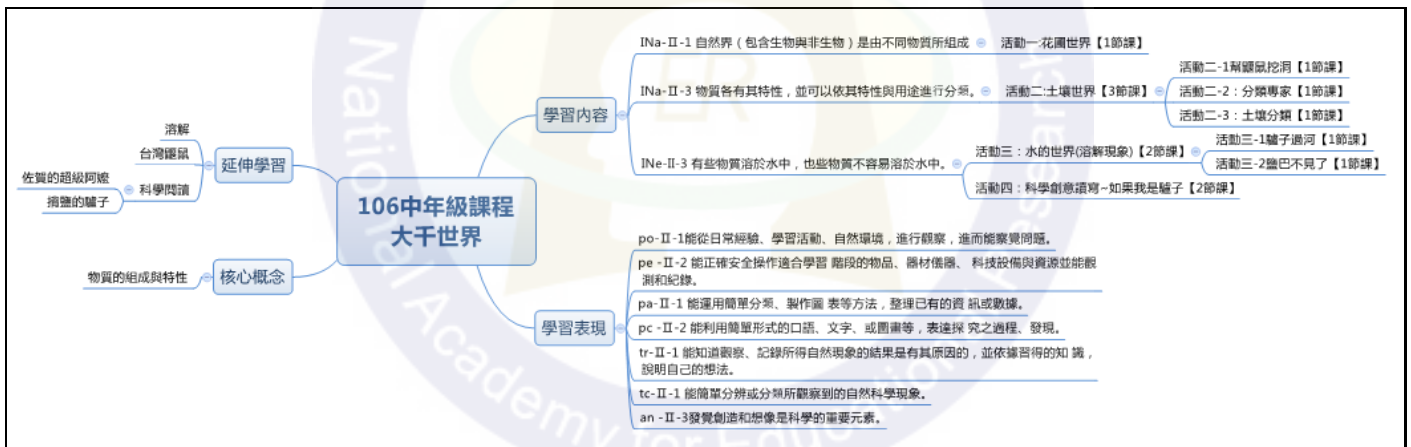 106中年級課程
大千世界
學習內容
INa-Ⅱ-1 自然界（包含生物與非生物）是由不同物質所組成
活動一:花圃世界【1節課】
INa-Ⅱ-3 物質各有其特性，並可以依其特性與用途進行分類。
活動二:土壤世界【3節課】
活動二-1幫鼴鼠挖洞【1節課】
活動二-2：分類專家【1節課】
活動二-3：土壤分類【1節課】
INe-Ⅱ-3 有些物質溶於水中，也些物質不容易溶於水中。
活動三：水的世界(溶解現象)【2節課】
活動三-1驢子過河【1節課】
活動三-2鹽巴不見了【1節課】
活動四：科學創意讀寫~如果我是驢子【2節課】
學習表現
po-Ⅱ-1能從日常經驗、學習活動、自然環境，進行觀察，進而能察覺問題。
pe -Ⅱ-2 能正確安全操作適合學習 階段的物品、器材儀器、 科技設備與資源並能觀
測和紀錄。
pa-Ⅱ-1 能運用簡單分類、製作圖 表等方法，整理已有的資 訊或數據。
pc -Ⅱ-2 能利用簡單形式的口語、文字、或圖畫等，表達探 究之過程、發現。
tr-Ⅱ-1 能知道觀察、記錄所得自然現象的結果是有其原因的，並依據習得的知 識，
說明自己的想法。
tc-Ⅱ-1 能簡單分辨或分類所觀察到的自然科學現象。
an -Ⅱ-3發覺創造和想像是科學的重要元素。
延伸學習
溶解
台灣鼴鼠
科學閱讀
佐賀的超級阿嬤
揹鹽的驢子
核心概念
物質的組成與特性
National Academy for Educational Research
ER